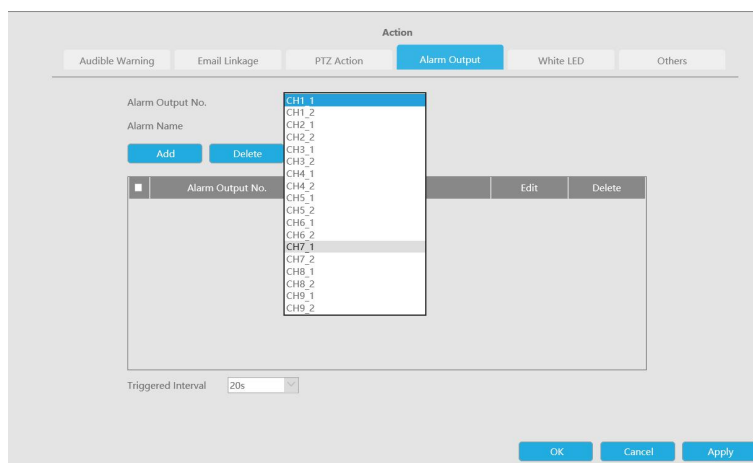 Action
Audible Warning Email Linkage PTZ Action Alarm Output White LED Others
Alarm Output No.
Alarm Name
CH1_1
CH1_2
CH2_1
CH2_2
CH3_1
CH3_2
CH4_1
CH4_2
CH5_1
CH5_2
CH6_1
CH6_2
CH7_1
CH7_2
CH8_1
CH8_2
CH9_1
CH9_2
Add Delete
Alarm Output No. Edit Delete
Triggered Interval 20s
OK Cancel Apply